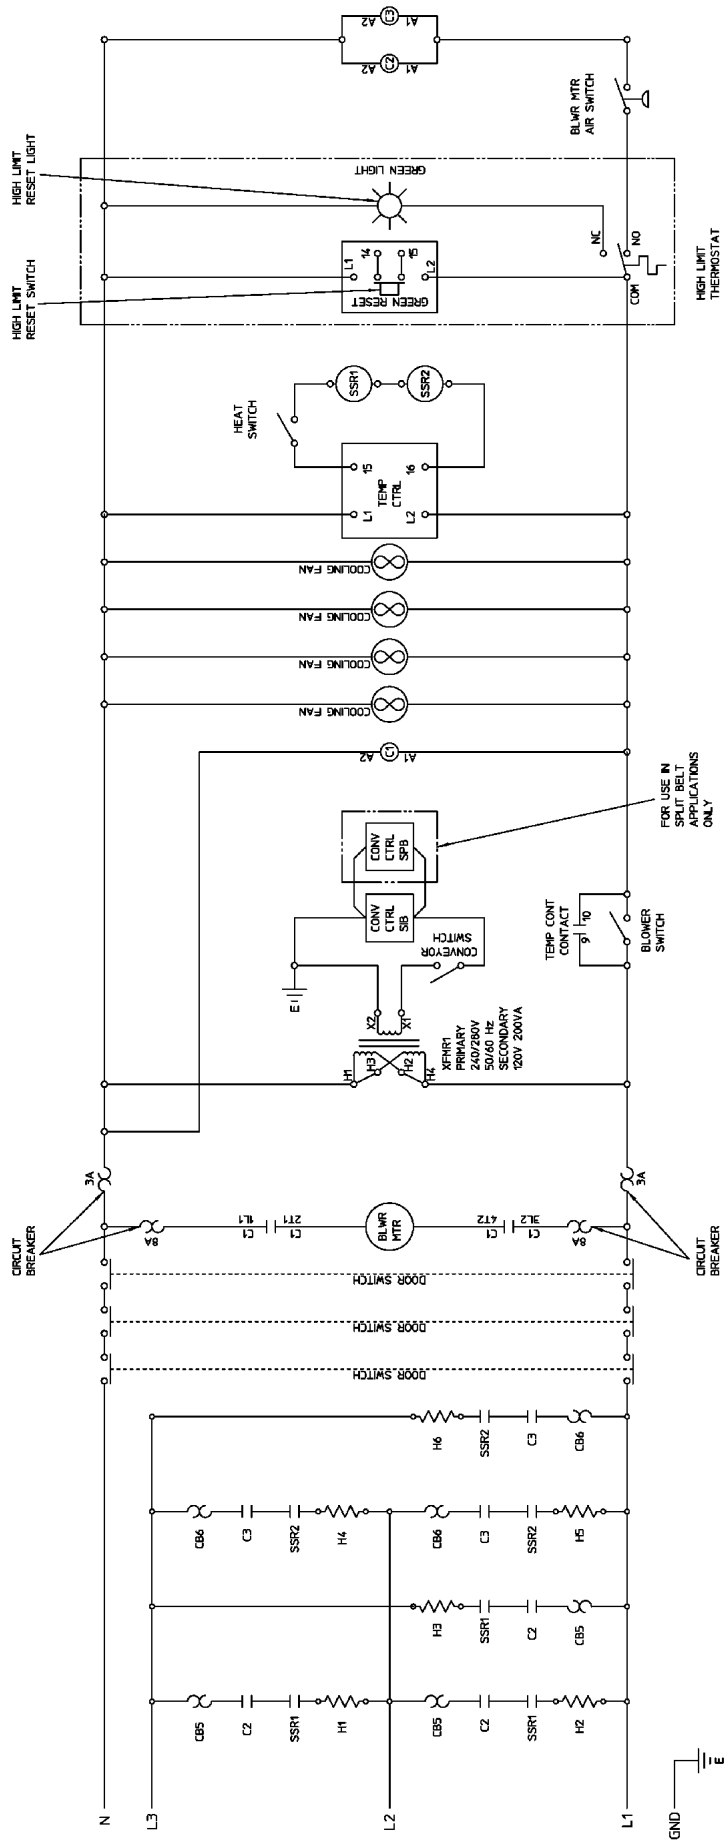 N
L3
L2
L1
GND
E
CB5
C2
SSR1
H1
CB5
C2
SSR1
H2
H3
SSR1
C2
CB5
CB6
C3
SSR2
H4
CB6
C3
SSR2
H5
H6
SSR2
C3
CB6
DOOR SWITCH
DOOR SWITCH
DOOR SWITCH
CIRCUIT
BREAKER
8A
C1
1L1
C1
2T1
BLWR
MTR
C1
4T2
C1
3L2
8A
CIRCUIT
BREAKER
3A
3A
H1
H3
H2
H4
X2
X1
XFMR1
PRIMARY
240/280V
50/60 Hz
SECONDARY
120V 200VA
E
CONVEYOR
SWITCH
CONV
CTRL
SIB
CONV
CTRL
SPB
TEMP CONT
CONTACT
9
10
BLOWER
SWITCH
FOR USE IN
SPLIT BELT
APPLICATIONS
ONLY
A2
C1
A1
COOLING FAN
COOLING FAN
COOLING FAN
COOLING FAN
L1
15
TEMP
CTRL
L2
16
HEAT
SWITCH
SSR1
SSR2
HIGH LIMIT
RESET SWITCH
HIGH LIMIT
RESET LIGHT
GREEN RESET
L1
14
15
L2
GREEN LIGHT
COM
NC
NO
HIGH LIMIT
THERMOSTAT
BLWR MTR
AIR SWITCH
A2
C2
A1
A2
C3
A1